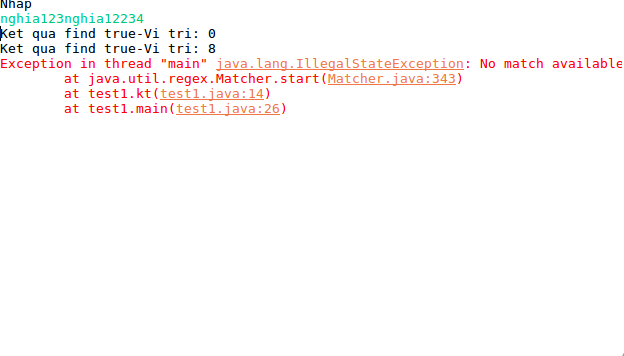 Nhap
nghia123nghia12234
Ket qua find true-Vi tri: 0
Ket qua find true-Vi tri: 8
Exception in thread "main" java.lang.IllegalStateException: No match available
at java.util.regex.Matcher.start(Matcher.java:343)
at test1.kt(test1.java:14)
at test1.main(test1.java:26)